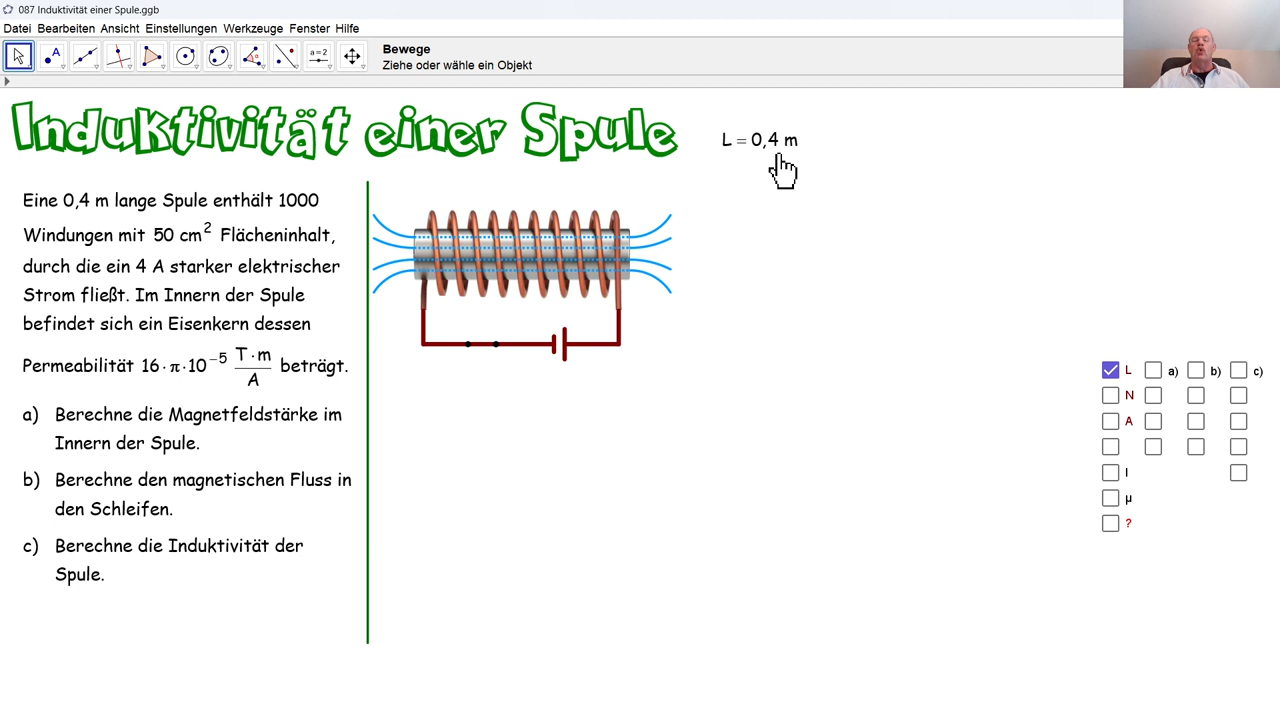 087 Induktivität einer Spule.ggb
Datei Bearbeiten Ansicht Einstellungen Werkzeuge Fenster Hilfe
A
a=2
Bewege
Ziehe oder wähle ein Objekt
Induktivität einer Spule
L = 0,4 m
Eine 0,4 m lange Spule enthält 1000
Windungen mit 50 cm² Flächeninhalt,
durch die ein 4 A starker elektrischer
Strom fließt. Im Innern der Spule
befindet sich ein Eisenkern dessen
Permeabilität 16·π·10⁻⁵ T·m/A beträgt.
a) Berechne die Magnetfeldstärke im
Innern der Spule.
b) Berechne den magnetischen Fluss in
den Schleifen.
c) Berechne die Induktivität der
Spule.
L a) b) c)
N
A
I
μ
?